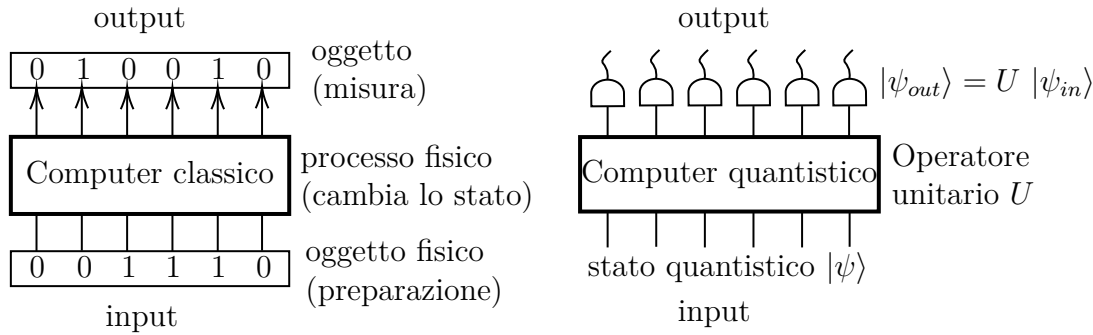 output
0 1 0 0 1 0
oggetto
(misura)
Computer classico
processo fisico
(cambia lo stato)
0 0 1 1 1 0
oggetto fisico
(preparazione)
input
output
|ψ_out⟩ = U |ψ_in⟩
Computer quantistico
Operatore
unitario U
stato quantistico |ψ⟩
input